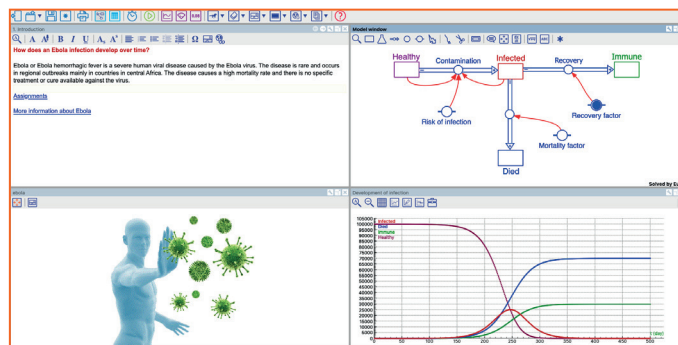 1. Introduction
How does an Ebola infection develop over time?
Ebola or Ebola hemorrhagic fever is a severe human viral disease caused by the Ebola virus. The disease is rare and occurs
in regional outbreaks mainly in countries in central Africa. The disease causes a high mortality rate and there is no specific
treatment or cure available against the virus.
Assignments
More information about Ebola
Model window
Healthy
Contamination
Infected
Recovery
Immune
Risk of infection
Recovery factor
Mortality factor
Died
Solved by Eu
ebola
Development of infection
105000
100000
95000
90000
85000
80000
75000
70000
65000
60000
55000
50000
45000
40000
35000
30000
25000
20000
15000
10000
5000
0
Infected
Died
Immune
Healthy
t (day)
0
50
100
150
200
250
300
350
400
450
500